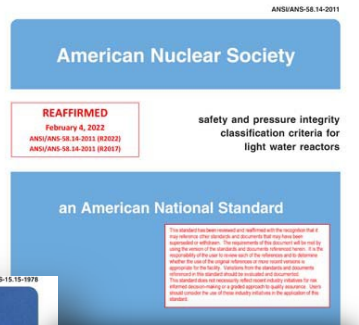 ANSI/ANS-58.14-2011
American Nuclear Society
REAFFIRMED
February 4, 2022
ANSI/ANS-58.14-2011 (R2022)
ANSI/ANS-58.14-2011 (R2017)
safety and pressure integrity
classification criteria for
light water reactors
an American National Standard
This standard has been reviewed and reaffirmed with the recognition that it
may reference other standards and documents that may have been
superseded or withdrawn. The requirements of this document will be met by
using the version of the standards and documents referenced herein. It is the
responsibility of the user to review each of the references and to determine
whether the use of the original references or more recent versions is
appropriate for the facility. Variations from the standards and documents
referenced in this standard should be evaluated and documented.
This standard does not necessarily reflect recent industry initiatives for risk
informed decision-making or a graded approach to quality assurance. Users
should consider the use of these industry initiatives in the application of this
standard.
-15.15-1978